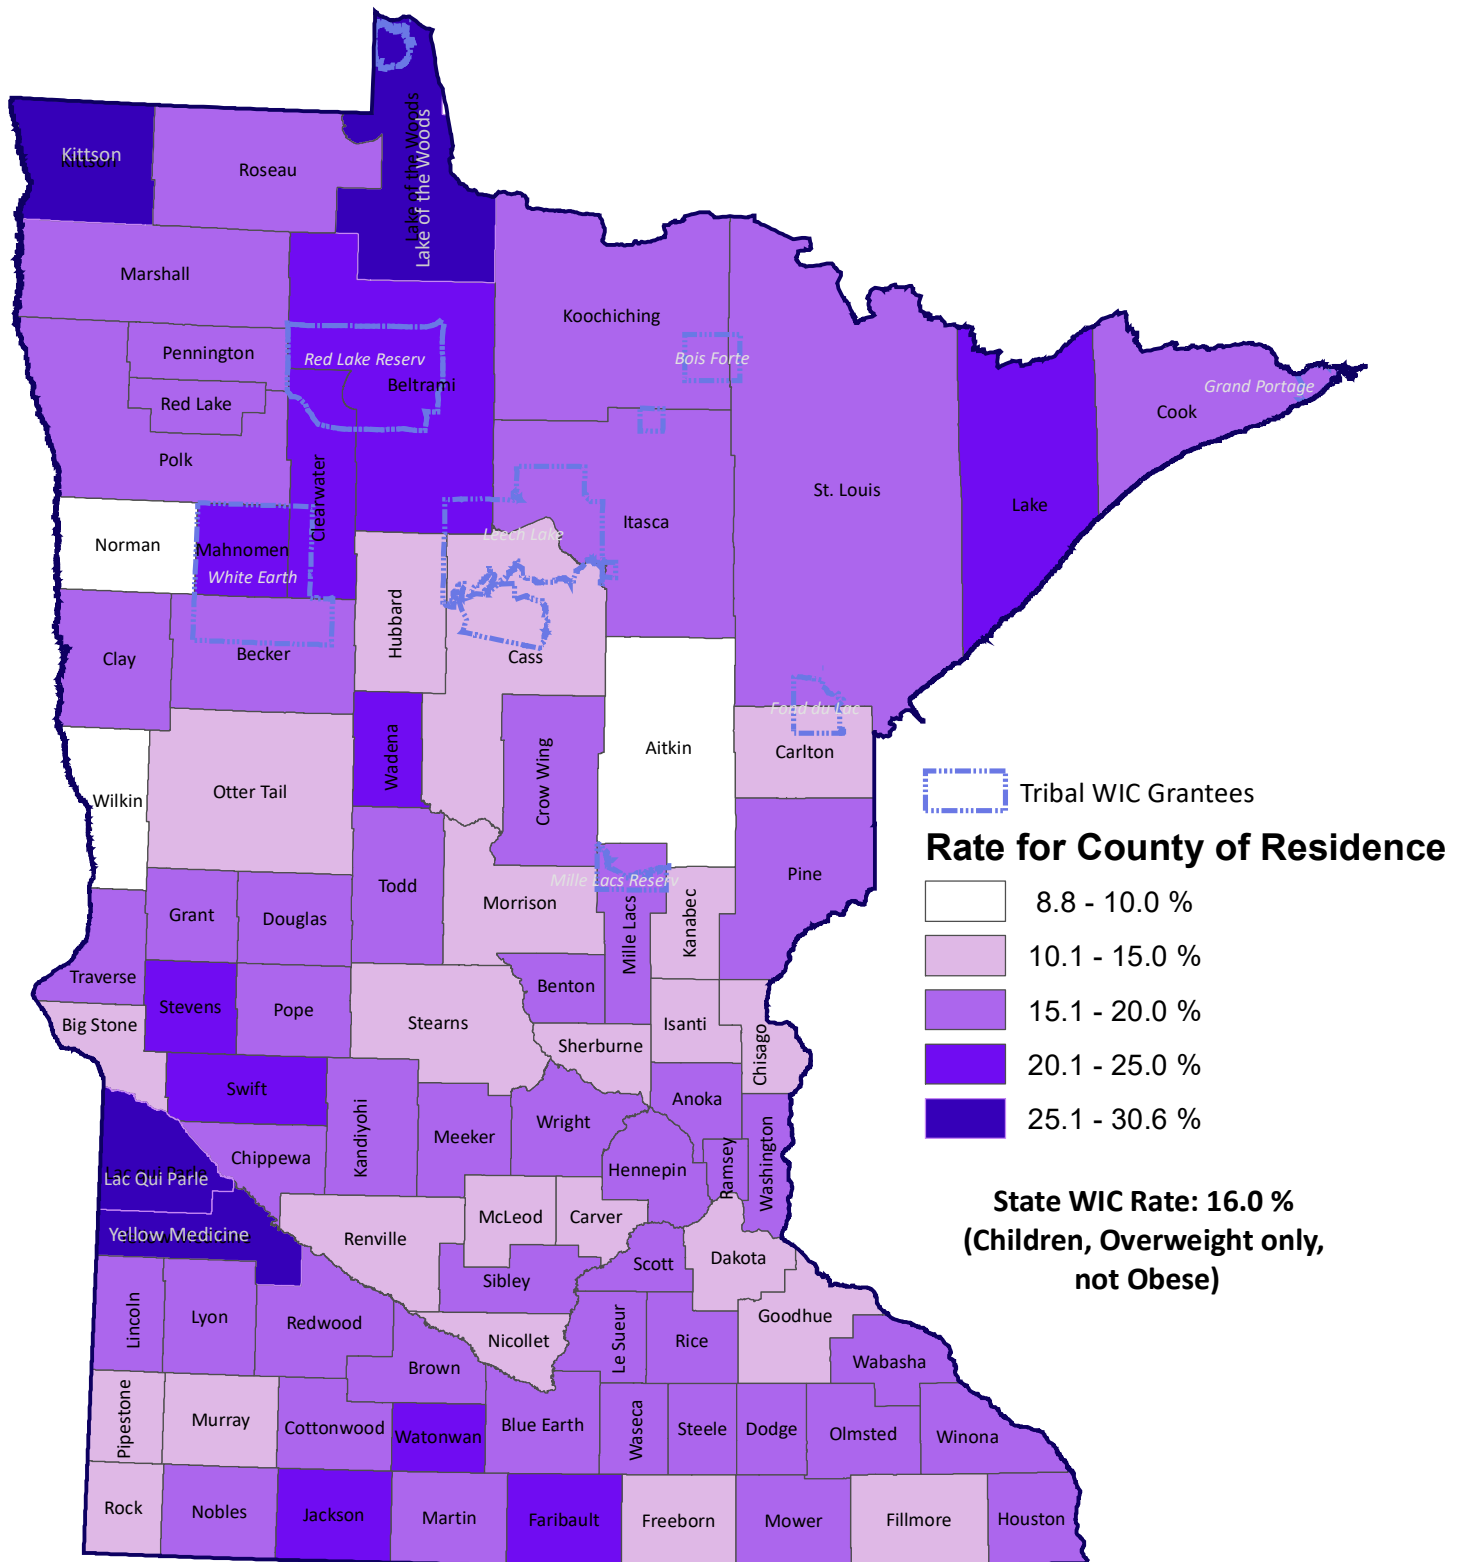 Kittson
Roseau
Lake of the Woods
Lake of the Woods
Marshall
Koochiching
Pennington
Red Lake Reserv
Bois Forte
Beltrami
Grand Portage
Red Lake
Cook
Polk
Clearwater
St. Louis
Lake
Itasca
Leech Lake
Norman
Mahnomen
White Earth
Hubbard
Clay
Becker
Cass
Fond du Lac
Wadena
Aitkin
Carlton
Crow Wing
Otter Tail
Wilkin
Tribal WIC Grantees
Rate for County of Residence
8.8 - 10.0 %
10.1 - 15.0 %
15.1 - 20.0 %
20.1 - 25.0 %
25.1 - 30.6 %
State WIC Rate: 16.0 %
(Children, Overweight only,
not Obese)
Pine
Mille Lacs Reserv
Todd
Morrison
Grant
Douglas
Mille Lacs
Kanabec
Traverse
Benton
Stevens
Pope
Stearns
Big Stone
Isanti
Sherburne
Chisago
Swift
Anoka
Wright
Kandiyohi
Meeker
Washington
Chippewa
Hennepin
Ramsey
Lac qui Parle
Lac Qui Parle
McLeod
Carver
Yellow Medicine
Renville
Dakota
Scott
Sibley
Lincoln
Lyon
Redwood
Goodhue
Le Sueur
Rice
Nicollet
Brown
Wabasha
Pipestone
Murray
Cottonwood
Watonwan
Blue Earth
Waseca
Steele
Dodge
Olmsted
Winona
Rock
Nobles
Jackson
Martin
Faribault
Freeborn
Mower
Fillmore
Houston